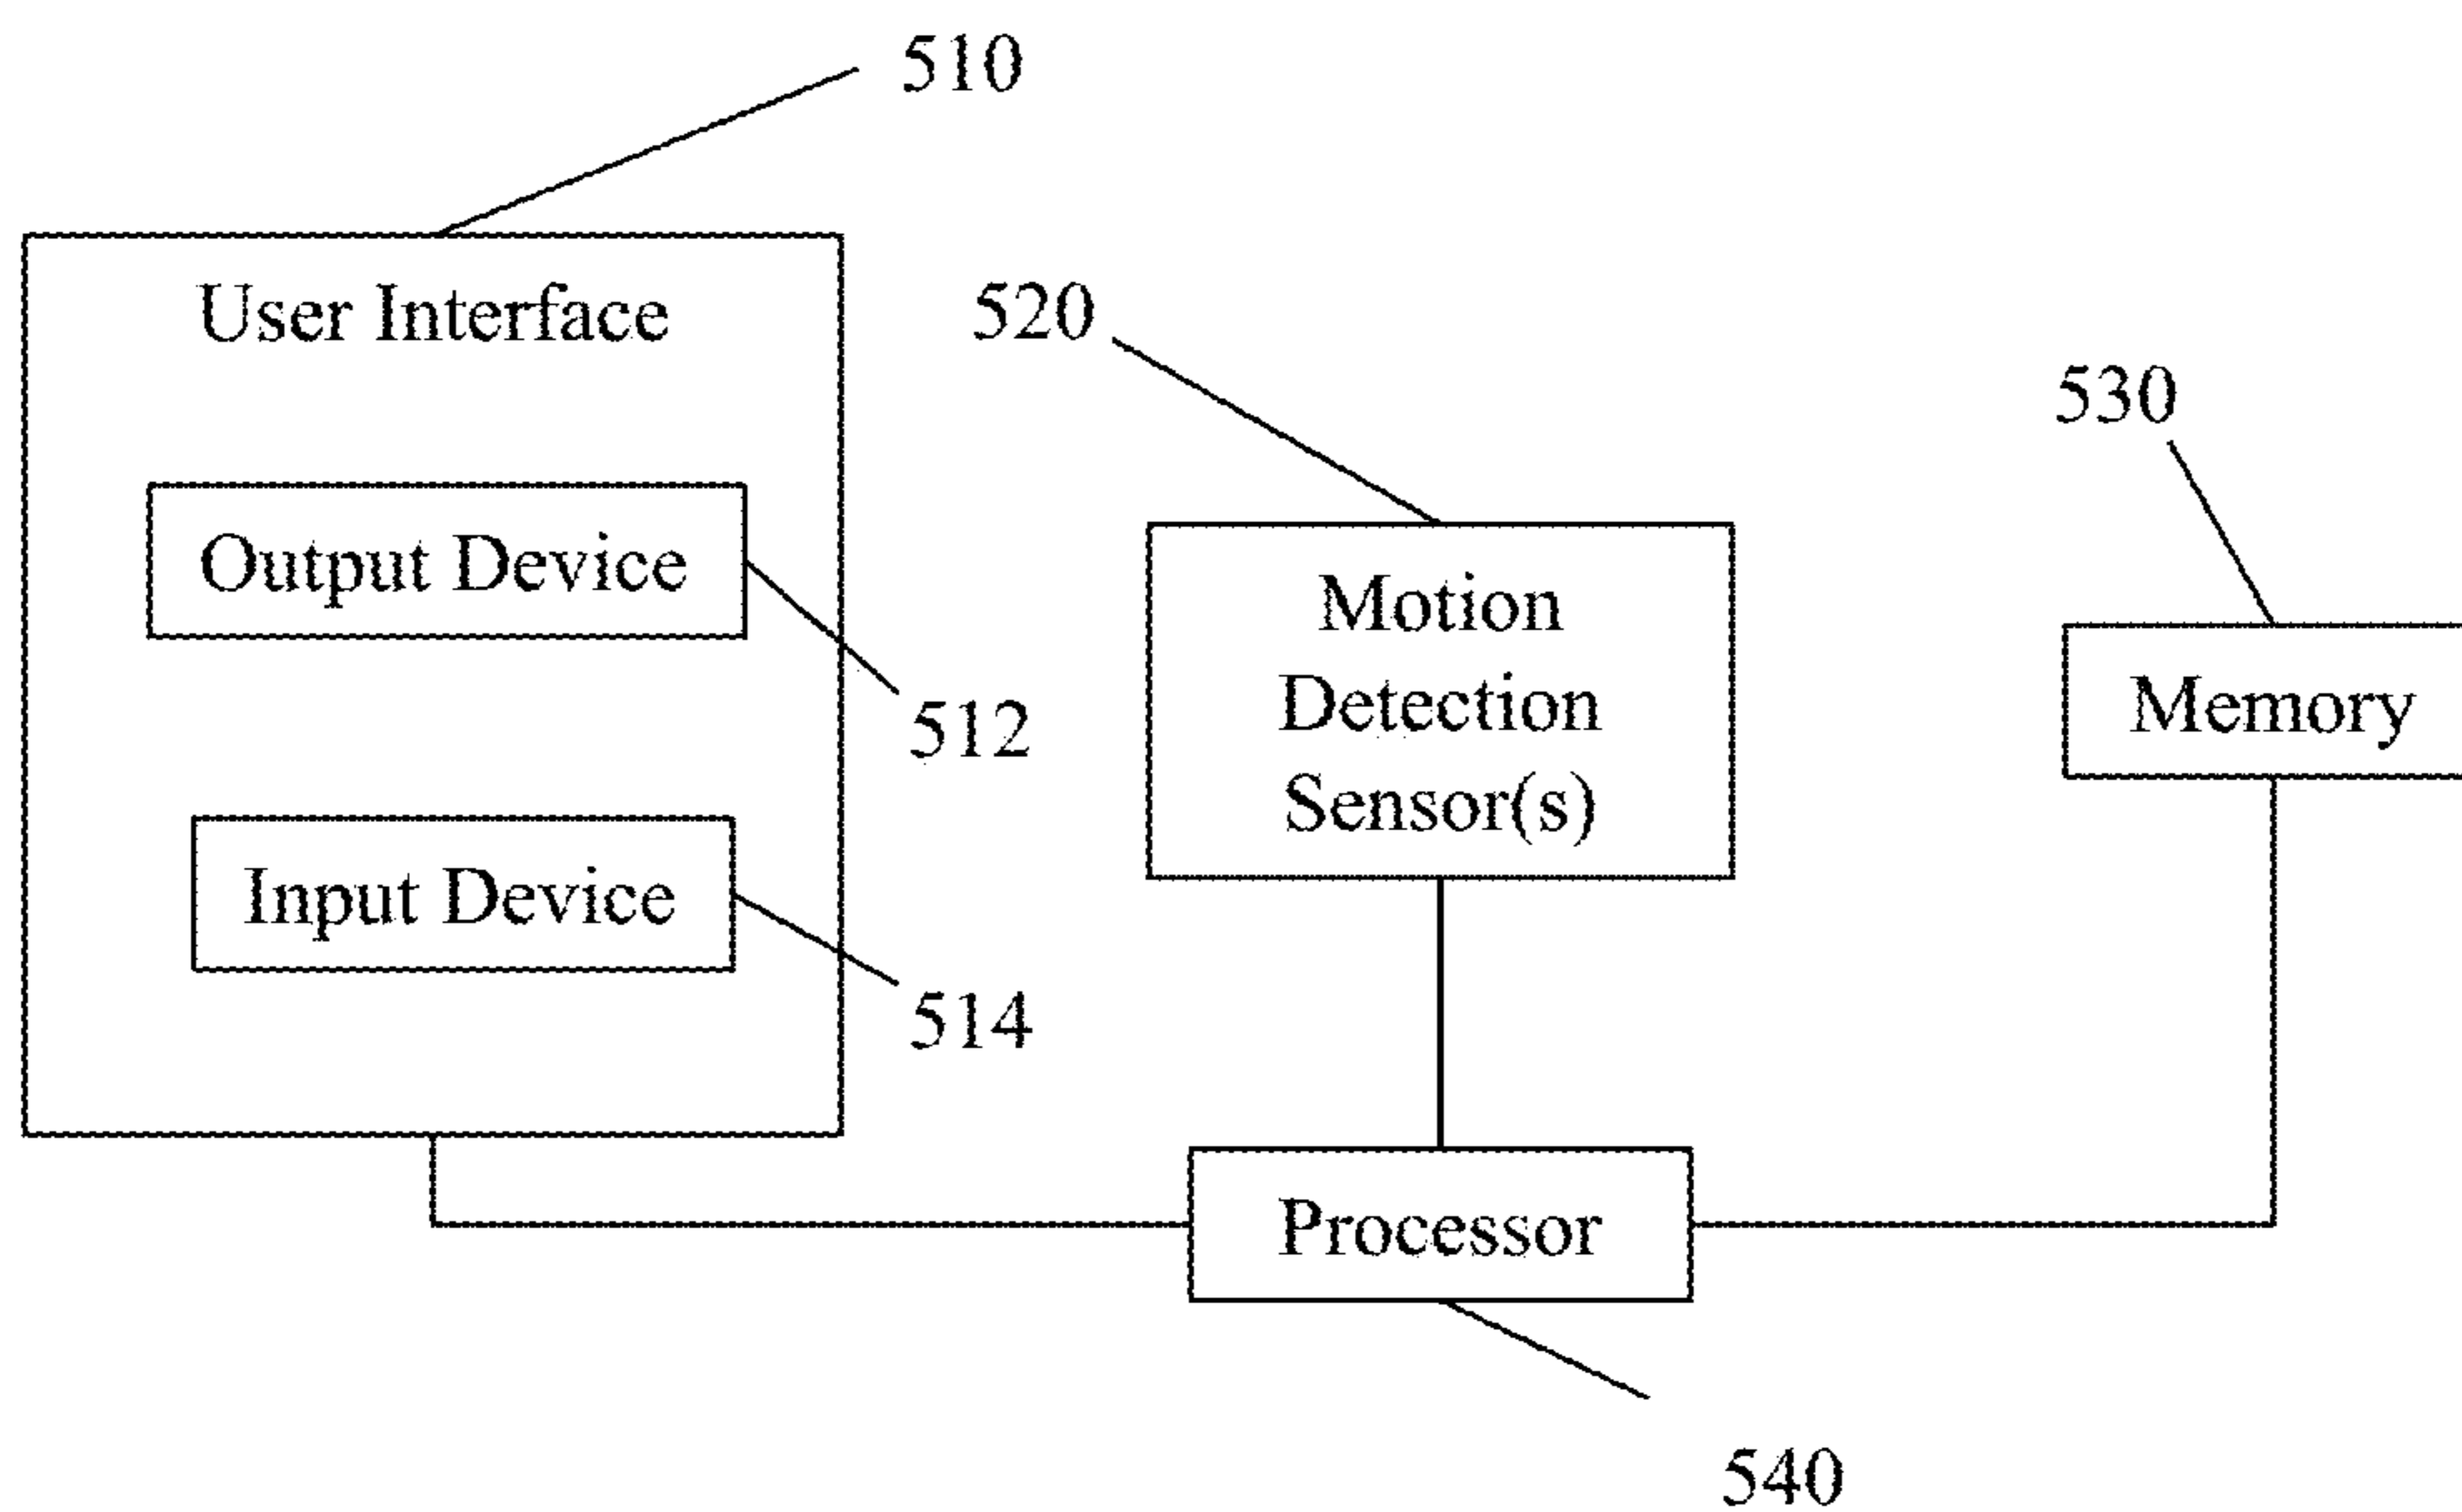 510
User Interface
520
530
Output Device
Motion
Detection
Sensor(s)
Memory
512
Input Device
514
Processor
540